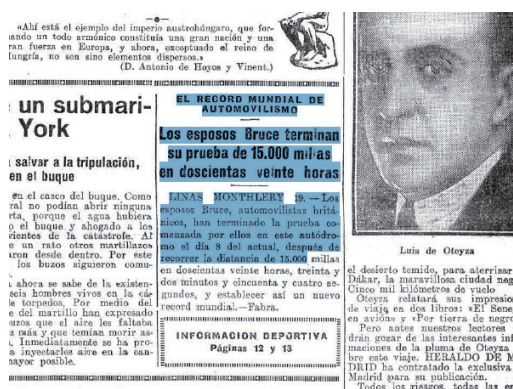 «Ahí está el ejemplo del imperio austrohúngaro, que for-
ando un todo armónico constituía una gran nación y una
ran fuerza en Europa, y ahora, exceptuado el reino de
Hungría, no son sino elementos dispersos.»
(D. Antonio de Hoyos y Vinent.)
un submari-
York
salvar a la tripulación,
en el buque
en el casco del buque. Como
ral no podían abrir ninguna
rta, porque el agua hubiera
o el buque y ahogado a los
vientes de la catástrofe. Al
e un rato otros martillazos
aron desde dentro. Por este
los buzos siguieron comu-
ahora se sabe de la existen-
seis hombres vivos en la cá-
e torpedos. Por medio del
e del martillo han expresado
uzos que el aire les faltaba
z más y que temían morir as-
. Inmediatamente se ha pro-
a inyectarles aire en la can-
mayor posible.
EL RECORD MUNDIAL DE
AUTOMOVILISMO
Los esposos Bruce terminan
su prueba de 15.000 millas
en doscientas veinte horas
LINAS MONTHLERY 19.—Los
esposos Bruce, automovilistas britá-
nicos, han terminado la prueba co-
menzada por ellos en este autódro-
mo el día 8 del actual, después de
recorrer la distancia de 15.000 millas
en doscientas veinte horas, treinta y
dos minutos y cincuenta y cuatro se-
gundos, y establecer así un nuevo
record mundial.—Fabra.
INFORMACION DEPORTIVA
Páginas 12 y 13
Luis de Oteyza
el desierto temido, para aterrizar
Dákar, la maravillosa ciudad neg
Cinco mil kilómetros de vuelo
Oteyza relatará sus impresio
de viaje en dos libros: «El Sene
en avión» y «Por tierra de negro
Pero antes nuestros lectores
drán gozar de las interesantes inf
maciones de la pluma de Oteyza
bre este viaje. HERALDO DE M
DRID ha contratado la exclusiva
Madrid para su publicación.
Todos los gastos, todas las es